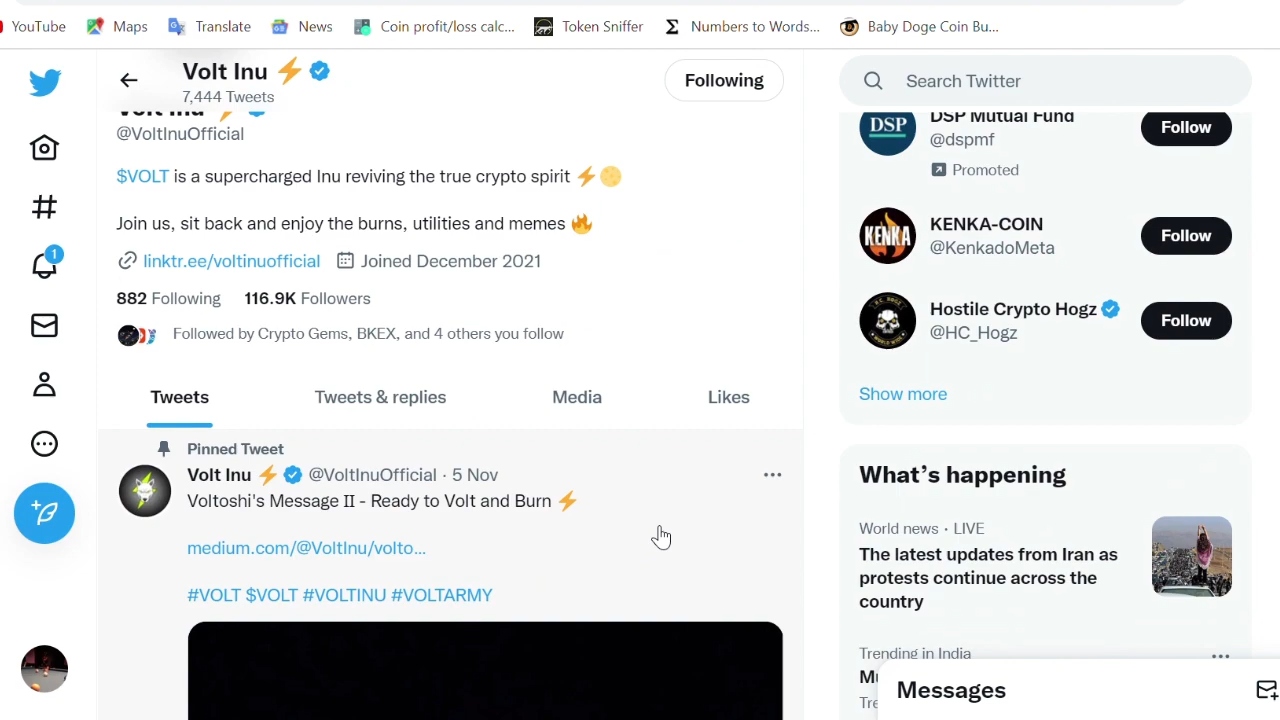 YouTube
Maps
Translate
News
Coin profit/loss calc...
Token Sniffer
Numbers to Words...
Baby Doge Coin Bu...
Volt Inu ⚡
7,444 Tweets
Following
Search Twitter
Volt Inu ⚡
@VoltInuOfficial
$VOLT is a supercharged Inu reviving the true crypto spirit ⚡🌕
Join us, sit back and enjoy the burns, utilities and memes 🔥
linktr.ee/voltinuofficial Joined December 2021
882 Following 116.9K Followers
Followed by Crypto Gems, BKEX, and 4 others you follow
Tweets
Tweets & replies
Media
Likes
Pinned Tweet
Volt Inu ⚡ @VoltInuOfficial · 5 Nov
Voltoshi's Message II - Ready to Volt and Burn ⚡
medium.com/@VoltInu/volto...
#VOLT $VOLT #VOLTINU #VOLTARMY
1
DSP
DSP Mutual Fund
@dspmf
Promoted
Follow
KENKA
KENKA-COIN
@KenkadoMeta
Follow
Hostile Crypto Hogz
@HC_Hogz
Follow
Show more
What's happening
World news · LIVE
The latest updates from Iran as
protests continue across the
country
Trending in India
Messages